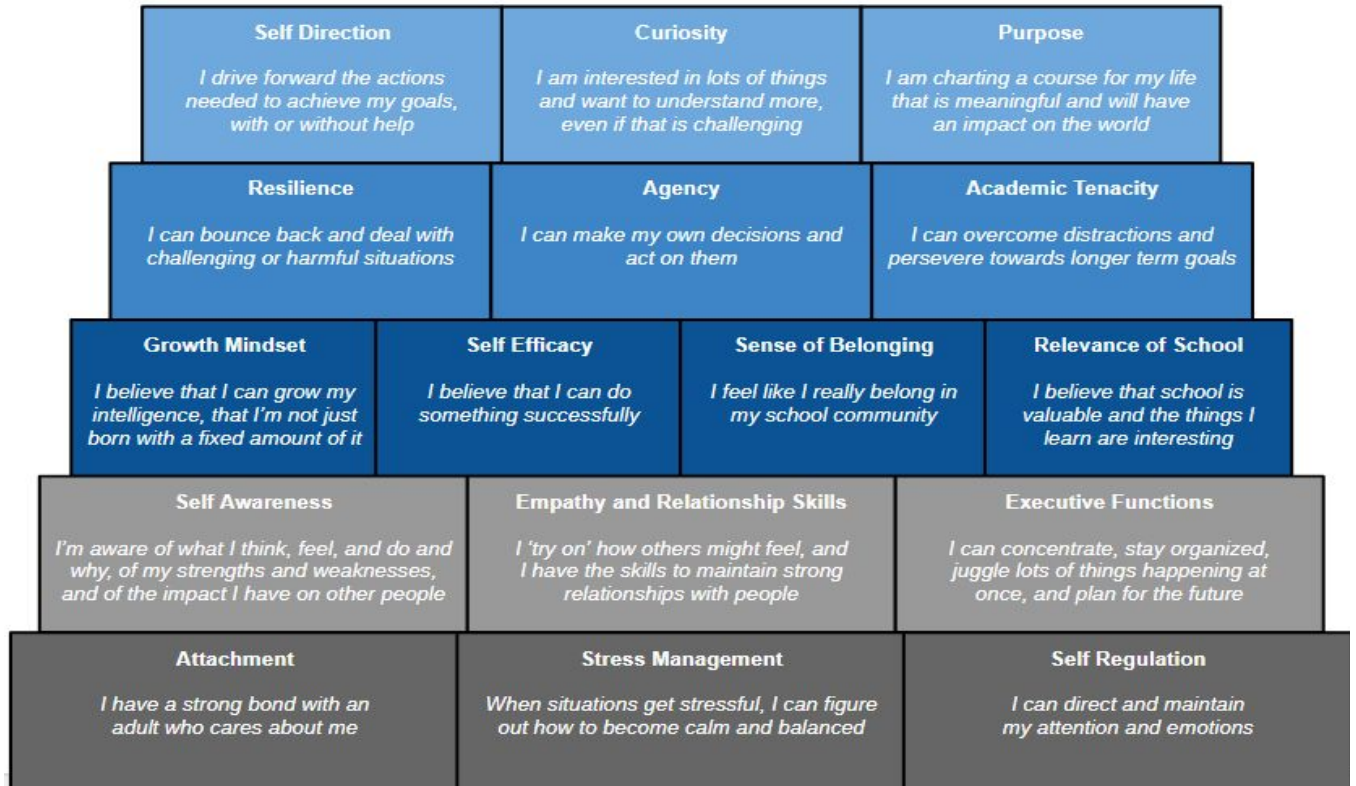 Self Direction
I drive forward the actions
needed to achieve my goals,
with or without help
Curiosity
I am interested in lots of things
and want to understand more,
even if that is challenging
Purpose
I am charting a course for my life
that is meaningful and will have
an impact on the world
Resilience
I can bounce back and deal with
challenging or harmful situations
Agency
I can make my own decisions and
act on them
Academic Tenacity
I can overcome distractions and
persevere towards longer term goals
Growth Mindset
I believe that I can grow my
intelligence, that I'm not just
born with a fixed amount of it
Self Efficacy
I believe that I can do
something successfully
Sense of Belonging
I feel like I really belong in
my school community
Relevance of School
I believe that school is
valuable and the things I
learn are interesting
Self Awareness
I'm aware of what I think, feel, and do and
why, of my strengths and weaknesses,
and of the impact I have on other people
Empathy and Relationship Skills
I 'try on' how others might feel, and
I have the skills to maintain strong
relationships with people
Executive Functions
I can concentrate, stay organized,
juggle lots of things happening at
once, and plan for the future
Attachment
I have a strong bond with an
adult who cares about me
Stress Management
When situations get stressful, I can figure
out how to become calm and balanced
Self Regulation
I can direct and maintain
my attention and emotions